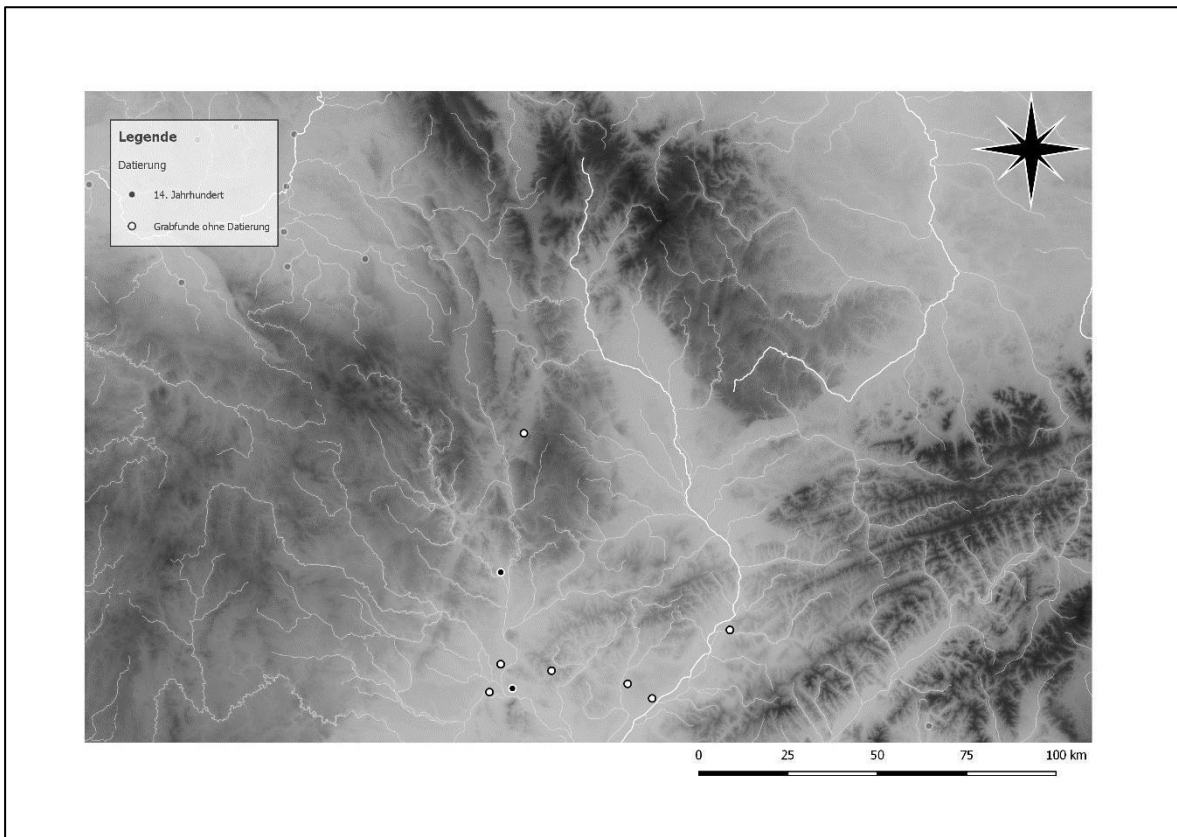 Legende
Datierung
14. Jahrhundert
Grabfunde ohne Datierung
0 25 50 75 100 km